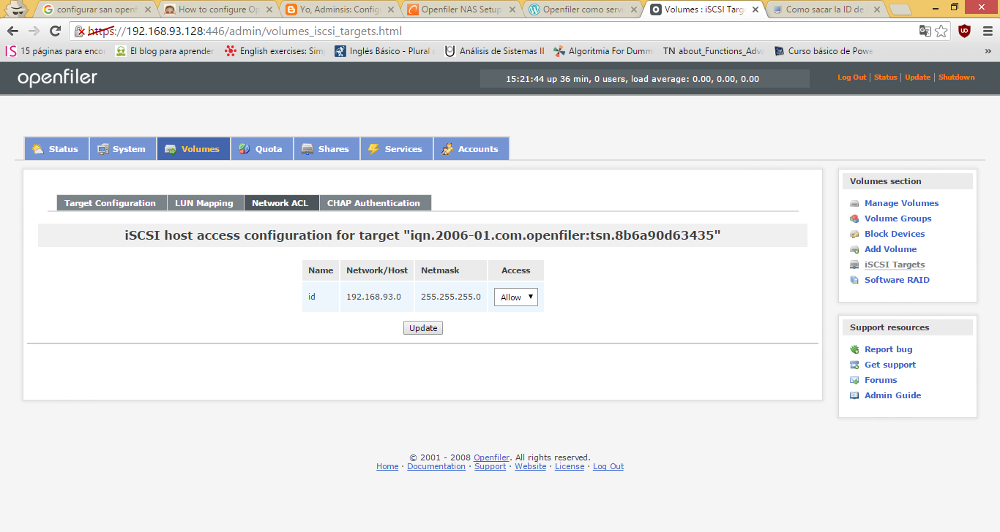 configurar san openf
How to configure Op
Yo, Adminsis: Config
Openfiler NAS Setup
Openfiler como servi
Volumes : iSCSI Targ
Como sacar la ID de
https://192.168.93.128:446/admin/volumes_iscsi_targets.html
15 páginas para enco
El blog para aprender
English exercises: Sim
Inglés Básico - Plural
Análisis de Sistemas II
Algoritmia For Dumm
TN about_Functions_Adva
Curso básico de Powe
»
openfiler
15:21:44 up 36 min, 0 users, load average: 0.00, 0.00, 0.00
Log Out | Status | Update | Shutdown
Status System Volumes Quota Shares Services Accounts
Target Configuration LUN Mapping Network ACL CHAP Authentication
iSCSI host access configuration for target "iqn.2006-01.com.openfiler:tsn.8b6a90d63435"
Name Network/Host Netmask Access
id 192.168.93.0 255.255.255.0 Allow
Update
Volumes section
Manage Volumes
Volume Groups
Block Devices
Add Volume
iSCSI Targets
Software RAID
Support resources
Report bug
Get support
Forums
Admin Guide
© 2001 - 2008 Openfiler. All rights reserved.
Home · Documentation · Support · Website · License · Log Out